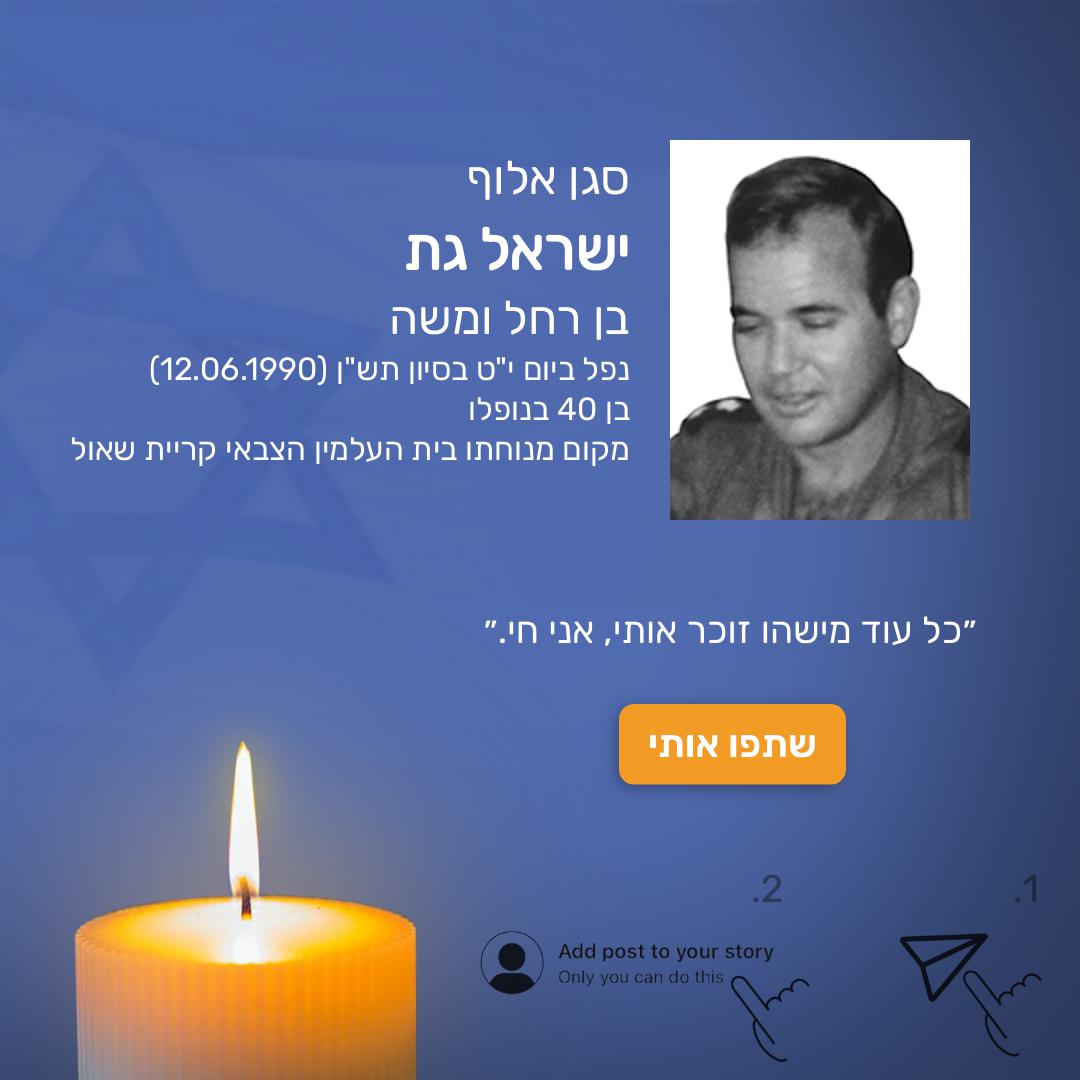 סגן אלוף
ישראל גת
בן רחל ומשה
נפל ביום י"ט בסיון תש"ן (12.06.1990)
בן 40 בנופלו
מקום מנוחתו בית העלמין הצבאי קריית שאול
״כל עוד מישהו זוכר אותי, אני חי.״
שתפו אותי
1.
2.
Add post to your story
Only you can do this